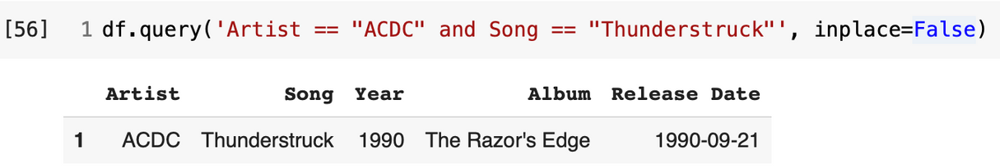 [56] 1 df.query('Artist == "ACDC" and Song == "Thunderstruck"', inplace=False)
Artist Song Year Album Release Date
1 ACDC Thunderstruck 1990 The Razor's Edge 1990-09-21